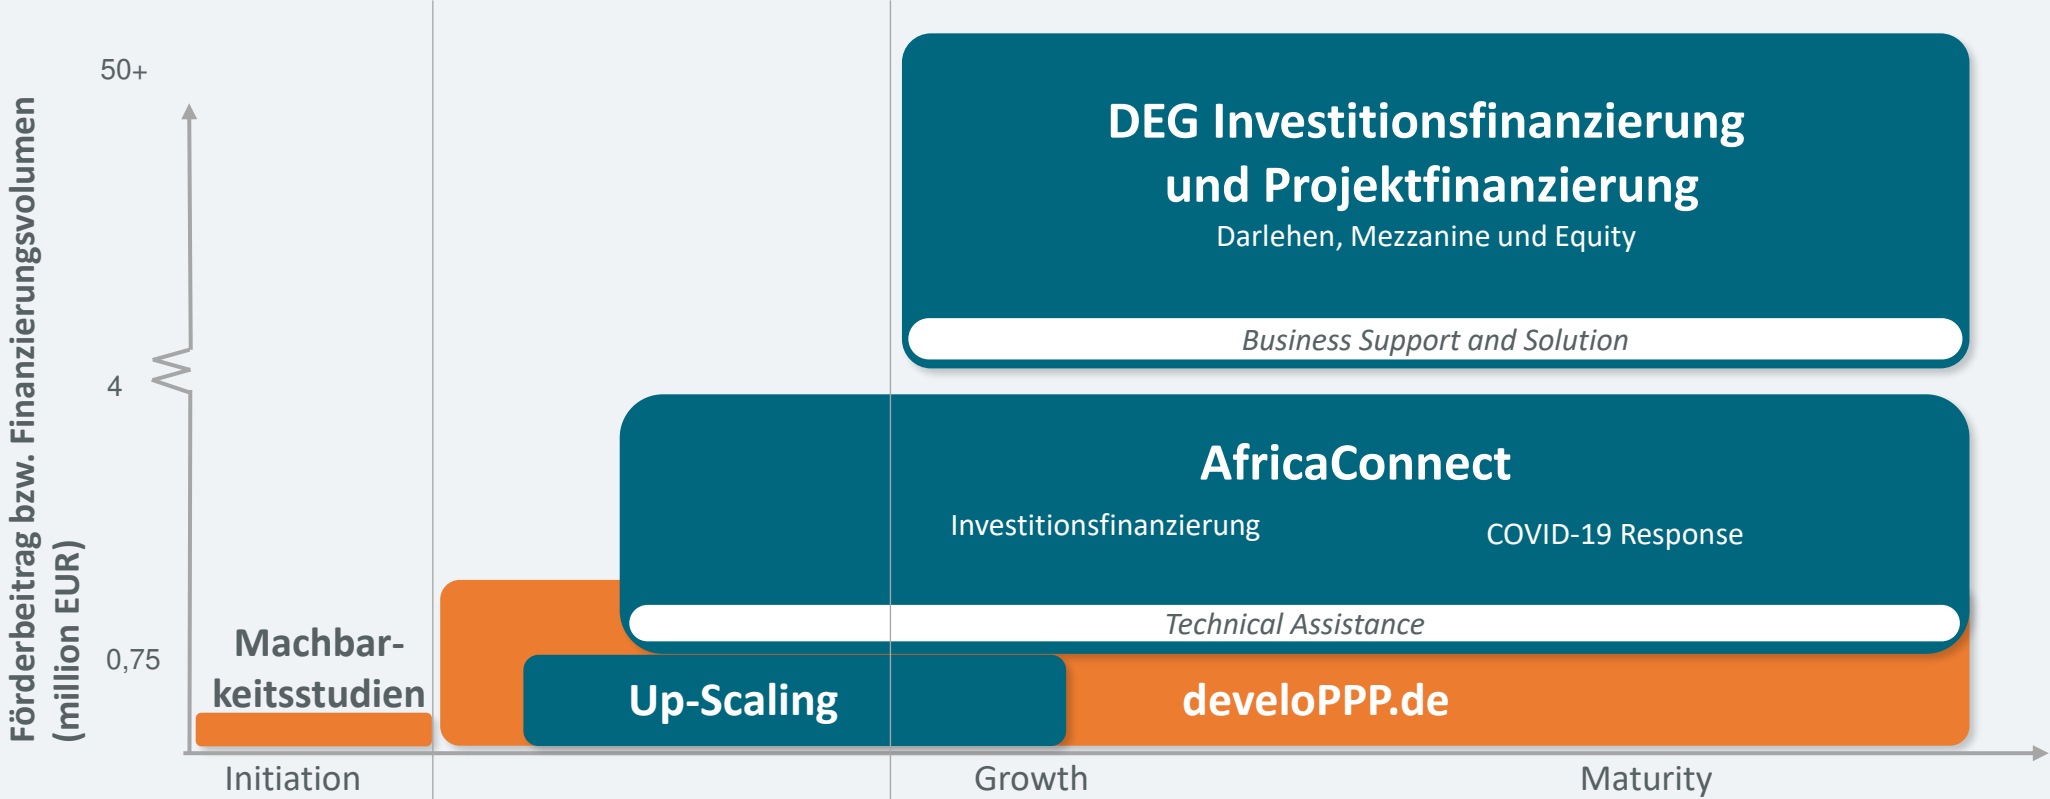 Förderbeitrag bzw. Finanzierungsvolumen
(million EUR)
50+
4
0,75
DEG Investitionsfinanzierung
und Projektfinanzierung
Darlehen, Mezzanine und Equity
Business Support and Solution
AfricaConnect
Investitionsfinanzierung
COVID-19 Response
Technical Assistance
Machbar-
keitsstudien
Up-Scaling
develoPPP.de
Initiation
Growth
Maturity